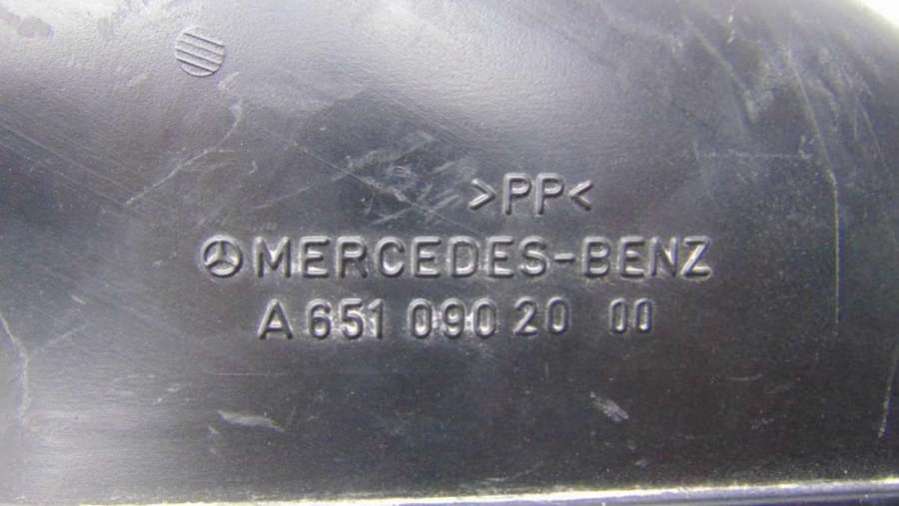 >PP<
MERCEDES-BENZ
A 651 090 20 00